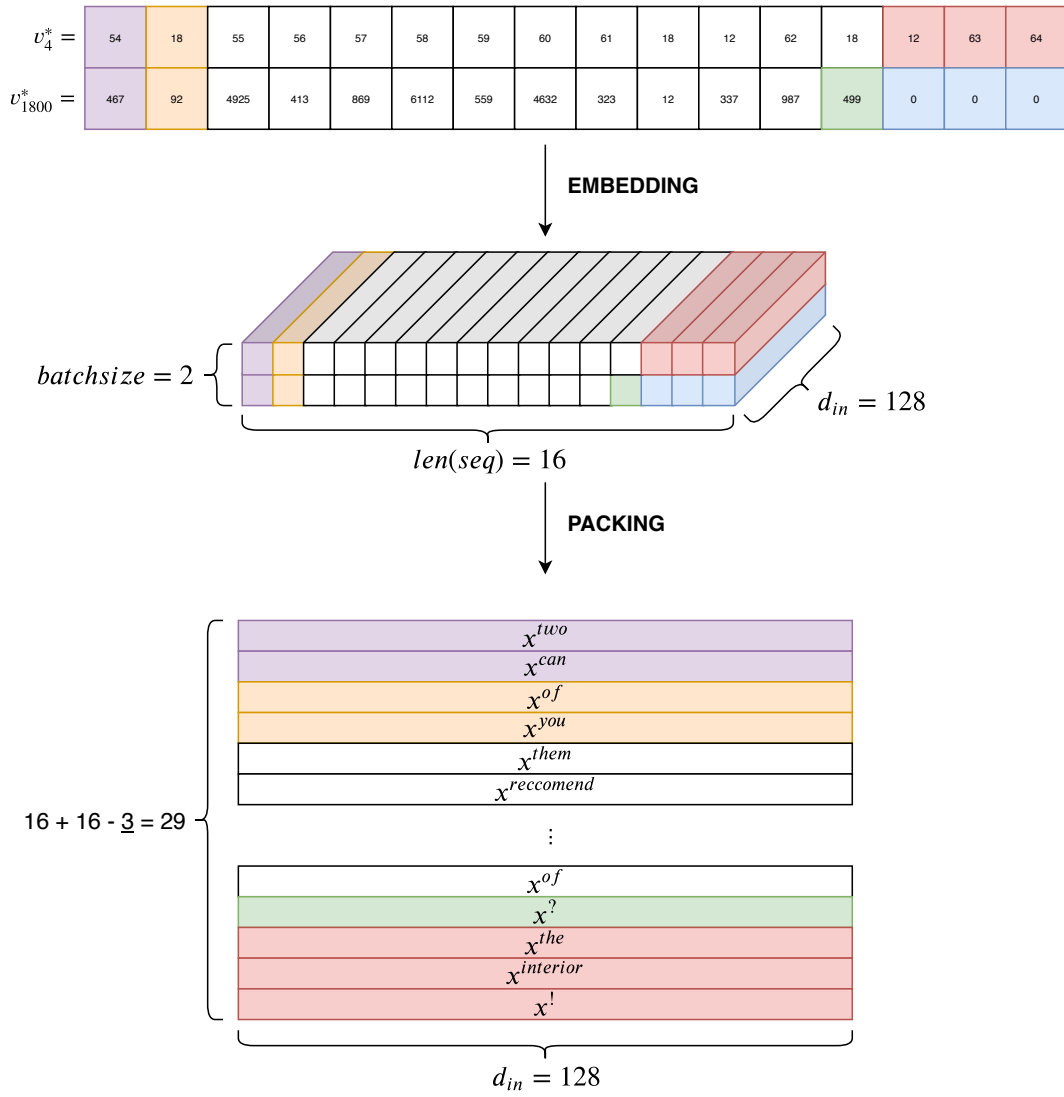 v*4 = 54 18 55 56 57 58 59 60 61 18 12 62 18 12 63 64
v*1800 = 467 92 4925 413 869 6112 559 4632 323 12 337 987 499 0 0 0
EMBEDDING
batchsize = 2
d_in = 128
len(seq) = 16
PACKING
x^two
x^can
x^of
x^you
x^them
x^reccomend
16 + 16 - 3 = 29
⋮
x^of
x^?
x^the
x^interior
x^!
d_in = 128